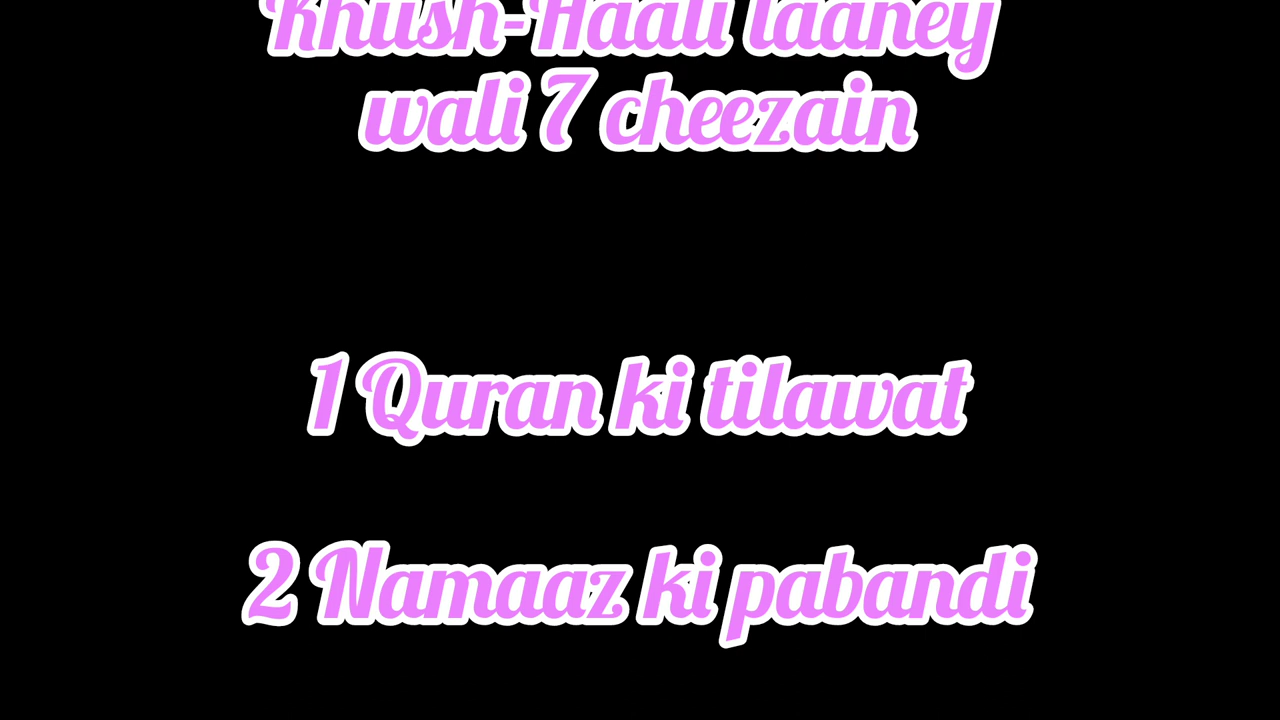 Khush-Haali laaney
wali 7 cheezain
1 Quran ki tilawat
2 Namaaz ki pabandi